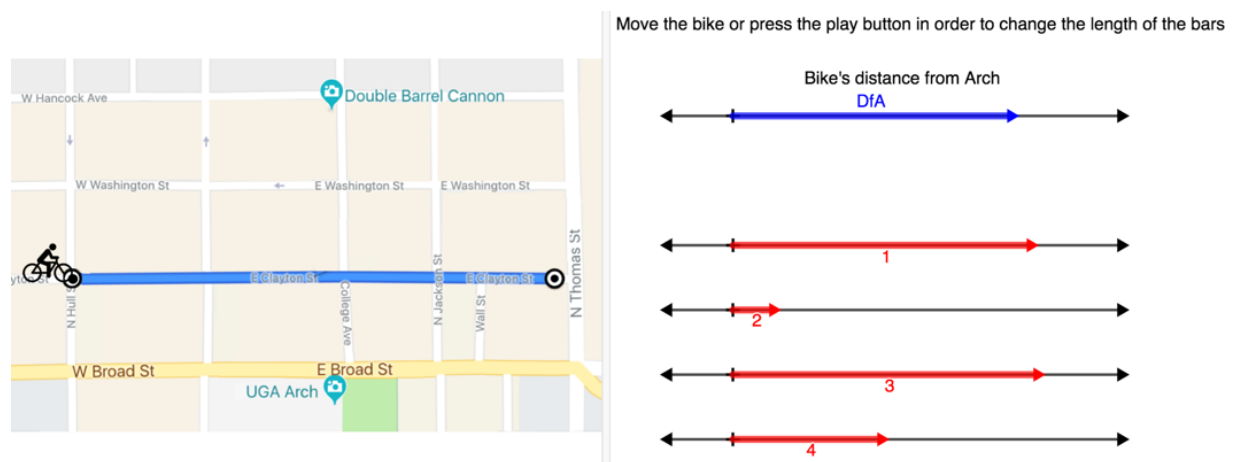 Move the bike or press the play button in order to change the length of the bars
Bike's distance from Arch
DfA
1
2
3
4
W Hancock Ave
Double Barrel Cannon
W Washington St
E Washington St
E Washington St
E Clayton St
E Clayton St
N Hull
College Ave
N Jackson St
Wall St
N Thomas St
W Broad St
E Broad St
UGA Arch